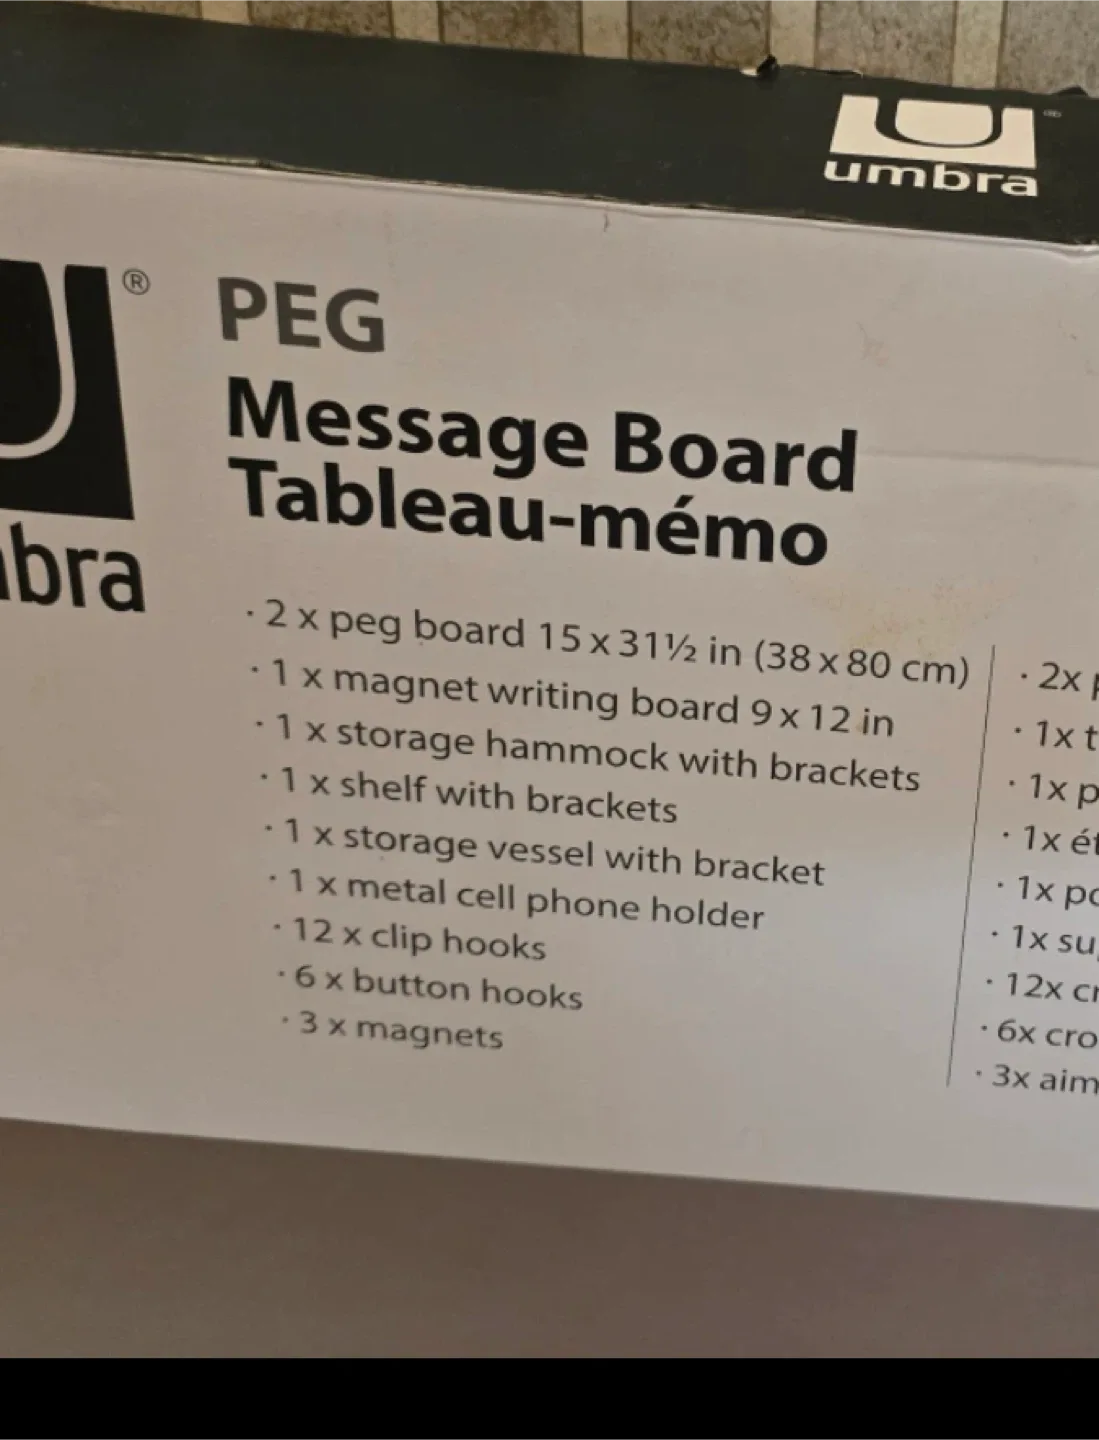 umbra
®
umbra
PEG
Message Board
Tableau-mémo
· 2 x peg board 15 x 31½ in (38 x 80 cm)
· 1 x magnet writing board 9 x 12 in
· 1 x storage hammock with brackets
· 1 x shelf with brackets
· 1 x storage vessel with bracket
· 1 x metal cell phone holder
· 12 x clip hooks
· 6 x button hooks
· 3 x magnets
· 2x
· 1x
· 1x
· 1x
· 1x
· 1x
· 12x
· 6x
· 3x